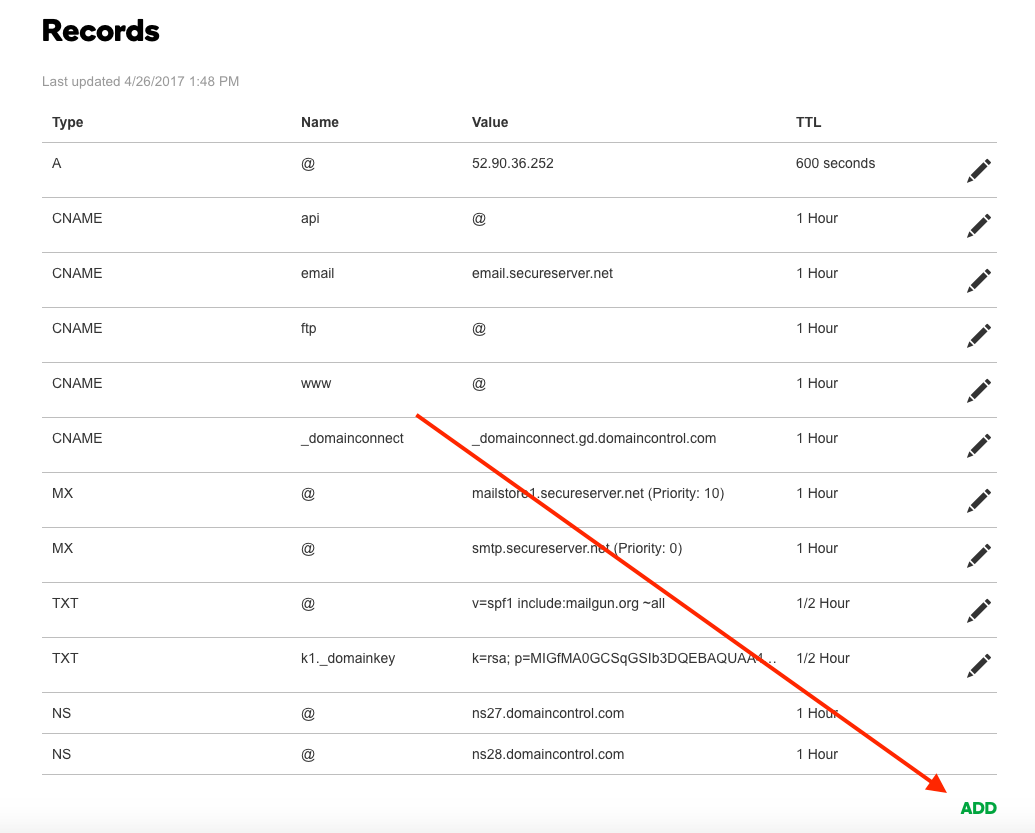 Records
Last updated 4/26/2017 1:48 PM
Type Name Value TTL
A @ 52.90.36.252 600 seconds
CNAME api @ 1 Hour
CNAME email email.secureserver.net 1 Hour
CNAME ftp @ 1 Hour
CNAME www @ 1 Hour
CNAME _domainconnect _domainconnect.gd.domaincontrol.com 1 Hour
MX @ mailstore1.secureserver.net (Priority: 10) 1 Hour
MX @ smtp.secureserver.net (Priority: 0) 1 Hour
TXT @ v=spf1 include:mailgun.org ~all 1/2 Hour
TXT k1._domainkey k=rsa; p=MIGfMA0GCSqGSIb3DQEBAQUAA4… 1/2 Hour
NS @ ns27.domaincontrol.com 1 Hour
NS @ ns28.domaincontrol.com 1 Hour
ADD